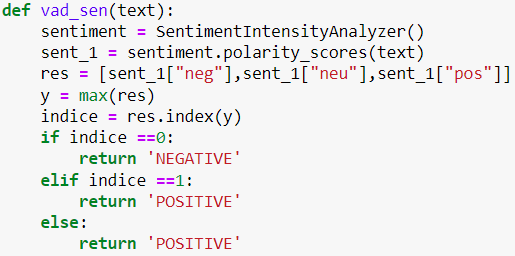 def vad_sen(text):
    sentiment = SentimentIntensityAnalyzer()
    sent_1 = sentiment.polarity_scores(text)
    res = [sent_1["neg"],sent_1["neu"],sent_1["pos"]]
    y = max(res)
    indice = res.index(y)
    if indice ==0:
        return 'NEGATIVE'
    elif indice ==1:
        return 'POSITIVE'
    else:
        return 'POSITIVE'